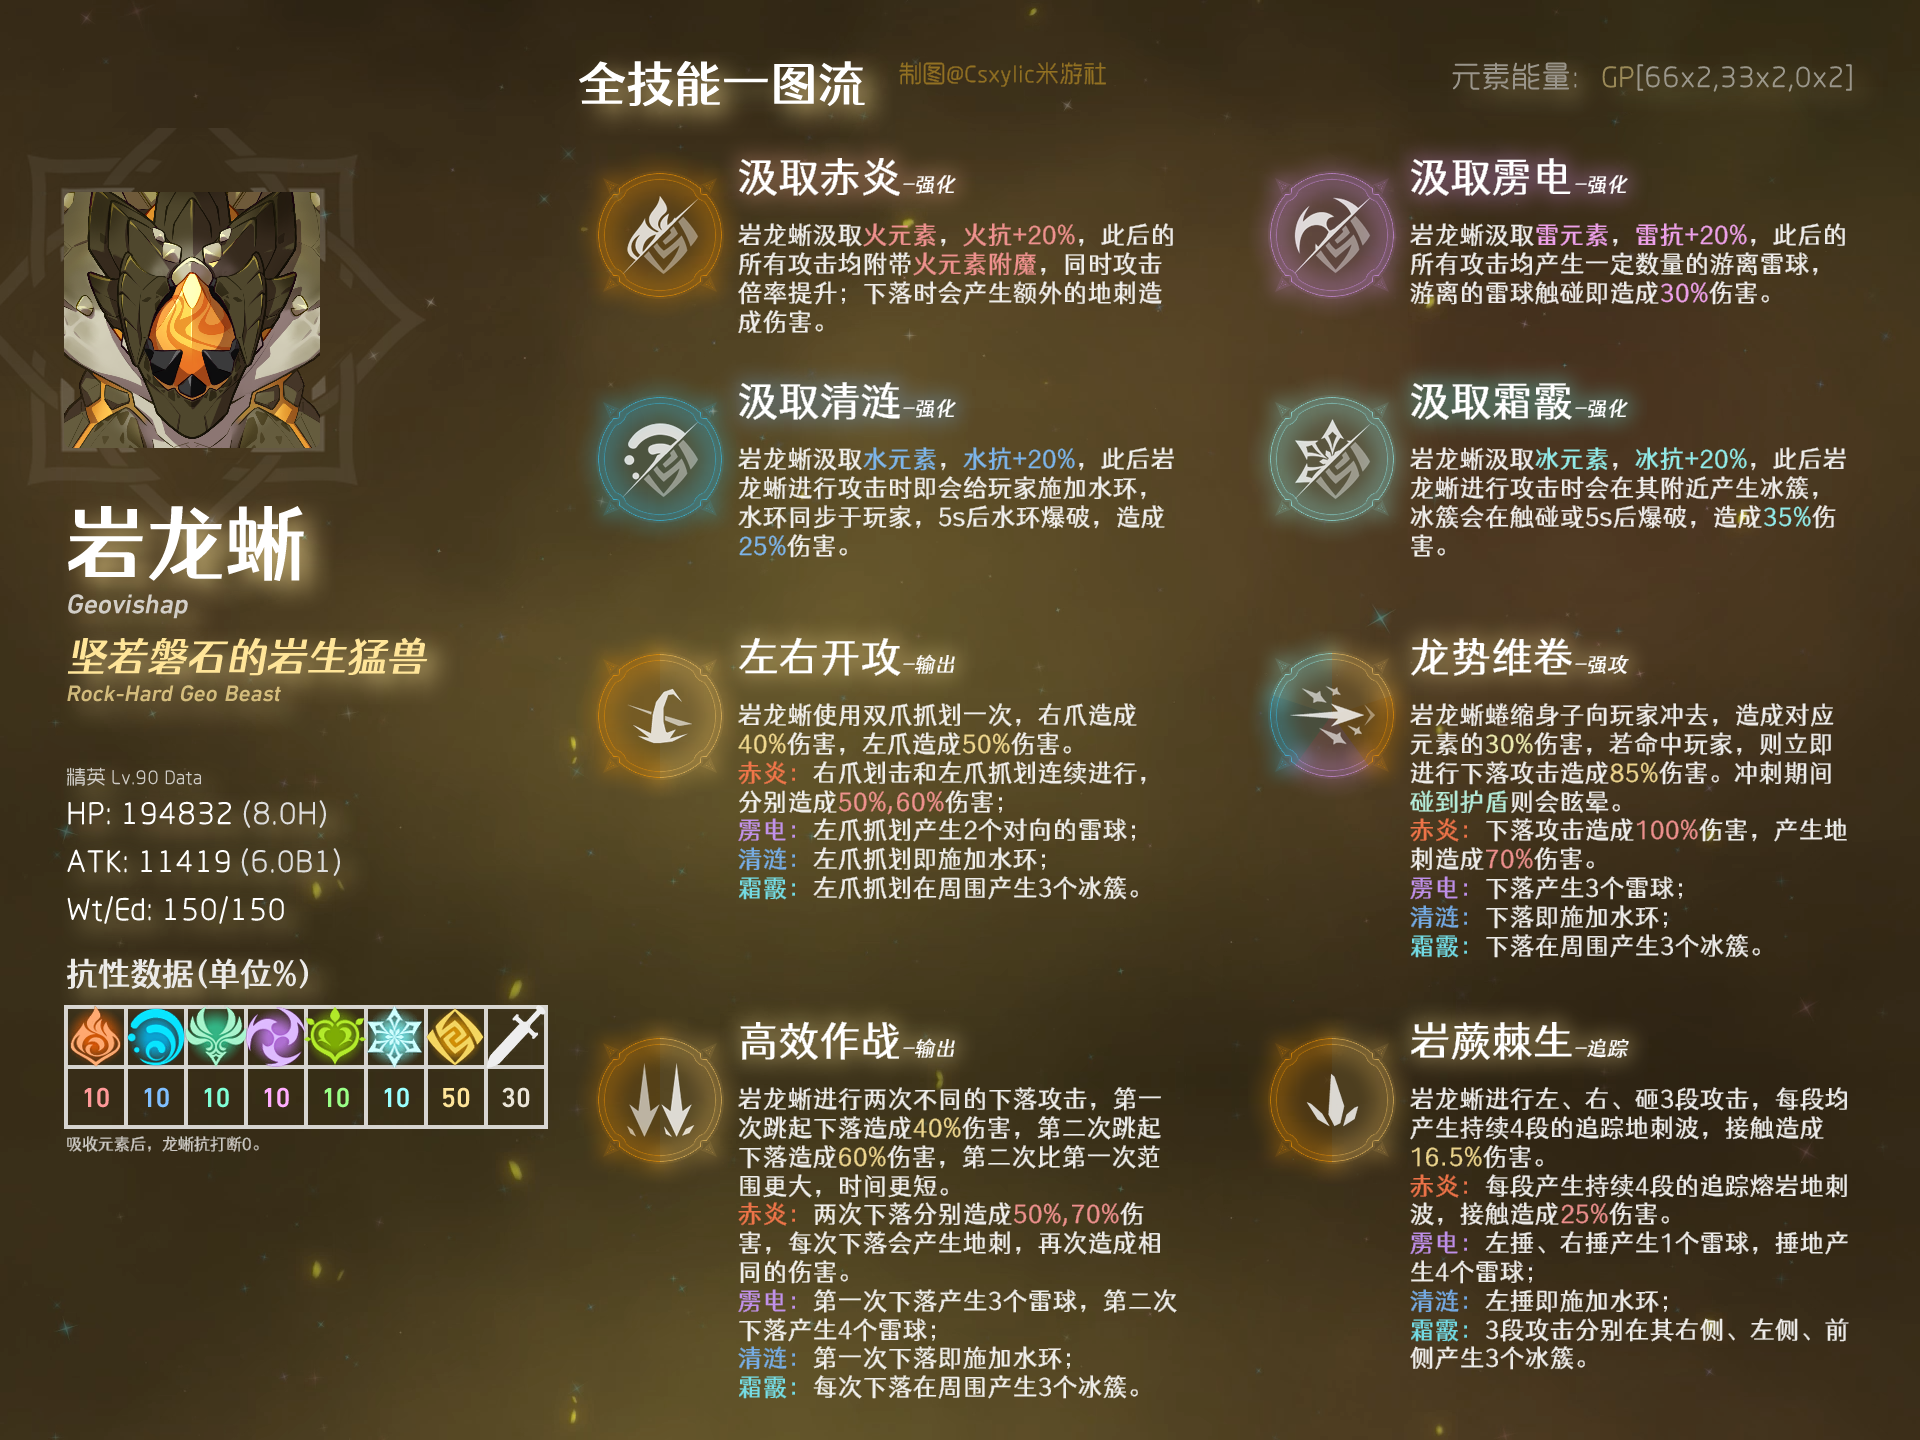 全技能一图流
制图@Csxylic米游社
元素能量: GP[66x2,33x2,0x2]
岩龙蜥
Geovishap
坚若磐石的岩生猛兽
Rock-Hard Geo Beast
精英 Lv.90 Data
HP: 194832 (8.0H)
ATK: 11419 (6.0B1)
Wt/Ed: 150/150
抗性数据(单位%)
10 10 10 10 10 10 50 30
吸收元素后，龙蜥抗打断0。
汲取赤炎-强化
岩龙蜥汲取火元素，火抗+20%，此后的
所有攻击均附带火元素附魔，同时攻击
倍率提升；下落时会产生额外的地刺造
成伤害。
汲取雳电-强化
岩龙蜥汲取雷元素，雷抗+20%，此后的
所有攻击均产生一定数量的游离雷球，
游离的雷球触碰即造成30%伤害。
汲取清涟-强化
岩龙蜥汲取水元素，水抗+20%，此后岩
龙蜥进行攻击时即会给玩家施加水环，
水环同步于玩家，5s后水环爆破，造成
25%伤害。
汲取霜霰-强化
岩龙蜥汲取冰元素，冰抗+20%，此后岩
龙蜥进行攻击时会在其附近产生冰簇，
冰簇会在触碰或5s后爆破，造成35%伤
害。
左右开攻-输出
岩龙蜥使用双爪抓划一次，右爪造成
40%伤害，左爪造成50%伤害。
赤炎：右爪划击和左爪抓划连续进行，
分别造成50%,60%伤害；
雳电：左爪抓划产生2个对向的雷球；
清涟：左爪抓划即施加水环；
霜霰：左爪抓划在周围产生3个冰簇。
龙势维卷-强攻
岩龙蜥蜷缩身子向玩家冲去，造成对应
元素的30%伤害，若命中玩家，则立即
进行下落攻击造成85%伤害。冲刺期间
碰到护盾则会眩晕。
赤炎：下落攻击造成100%伤害，产生地
刺造成70%伤害。
雳电：下落产生3个雷球；
清涟：下落即施加水环；
霜霰：下落在周围产生3个冰簇。
高效作战-输出
岩龙蜥进行两次不同的下落攻击，第一
次跳起下落造成40%伤害，第二次跳起
下落造成60%伤害，第二次比第一次范
围更大，时间更短。
赤炎：两次下落分别造成50%,70%伤
害，每次下落会产生地刺，再次造成相
同的伤害。
雳电：第一次下落产生3个雷球，第二次
下落产生4个雷球；
清涟：第一次下落即施加水环；
霜霰：每次下落在周围产生3个冰簇。
岩蕨棘生-追踪
岩龙蜥进行左、右、砸3段攻击，每段均
产生持续4段的追踪地刺波，接触造成
16.5%伤害。
赤炎：每段产生持续4段的追踪熔岩地刺
波，接触造成25%伤害。
雳电：左捶、右捶产生1个雷球，捶地产
生4个雷球；
清涟：左捶即施加水环；
霜霰：3段攻击分别在其右侧、左侧、前
侧产生3个冰簇。